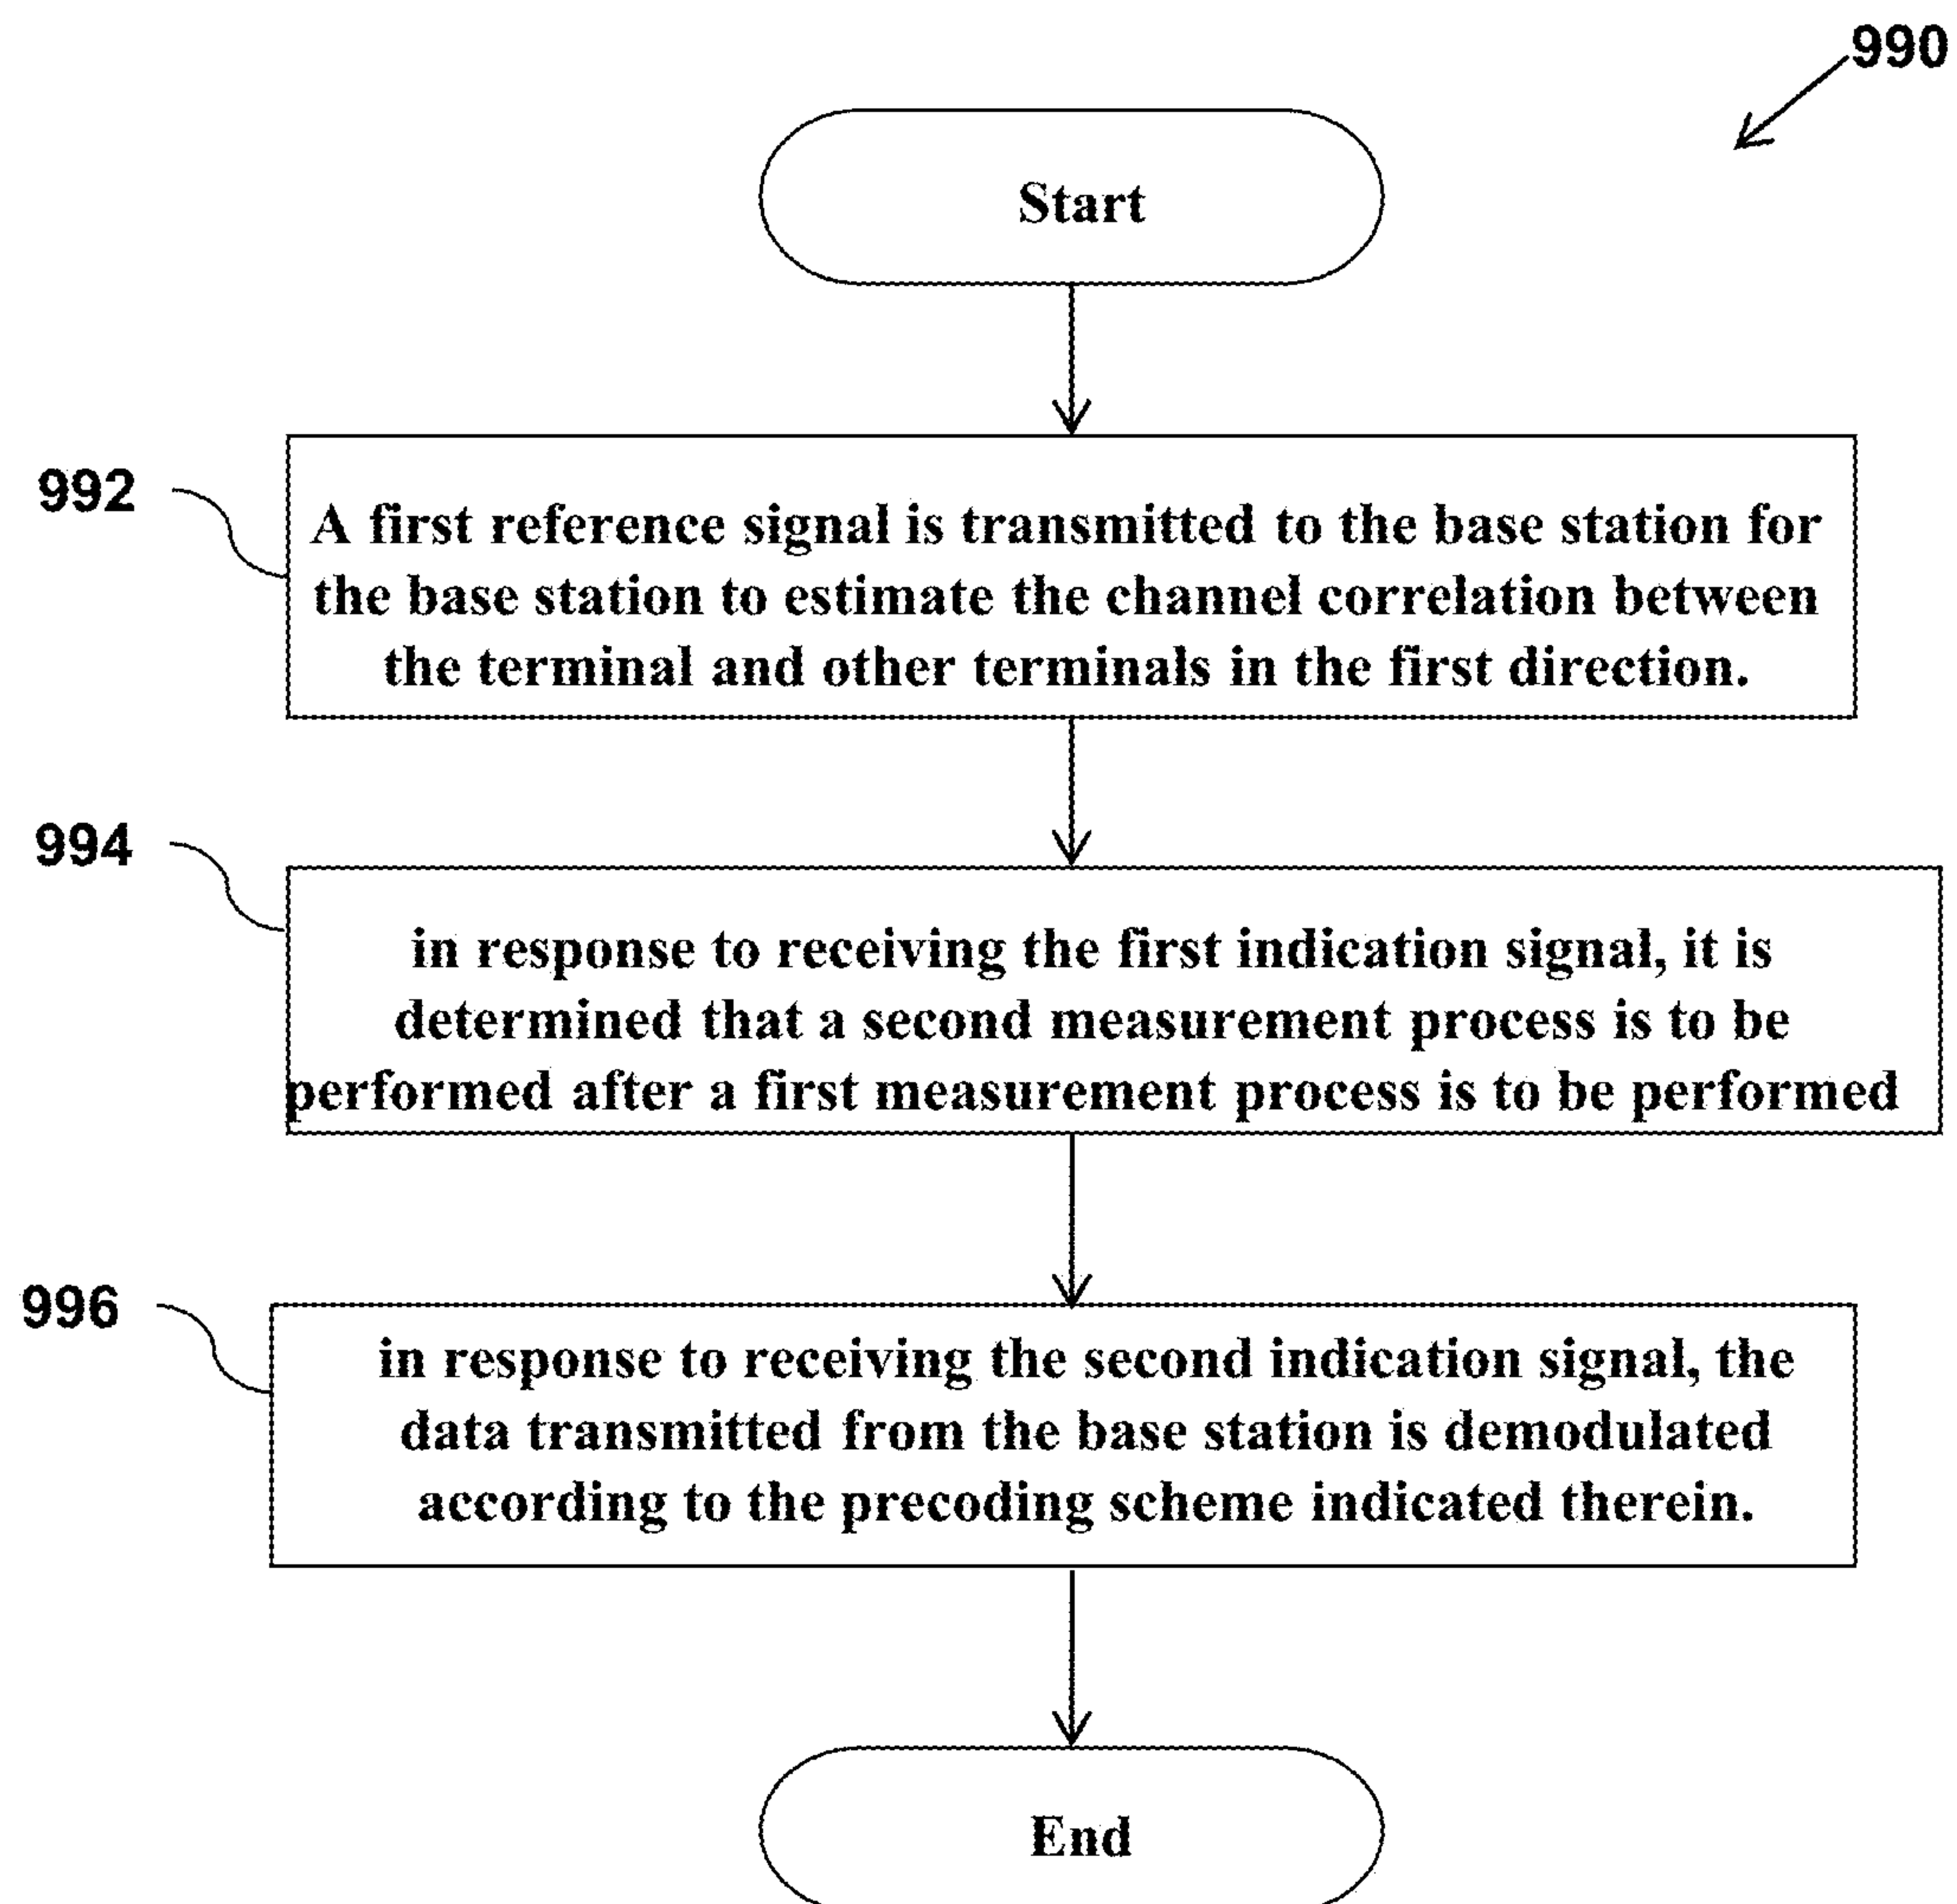 990
Start
992
A first reference signal is transmitted to the base station for
the base station to estimate the channel correlation between
the terminal and other terminals in the first direction.
994
in response to receiving the first indication signal, it is
determined that a second measurement process is to be
performed after a first measurement process is to be performed
996
in response to receiving the second indication signal, the
data transmitted from the base station is demodulated
according to the precoding scheme indicated therein.
End